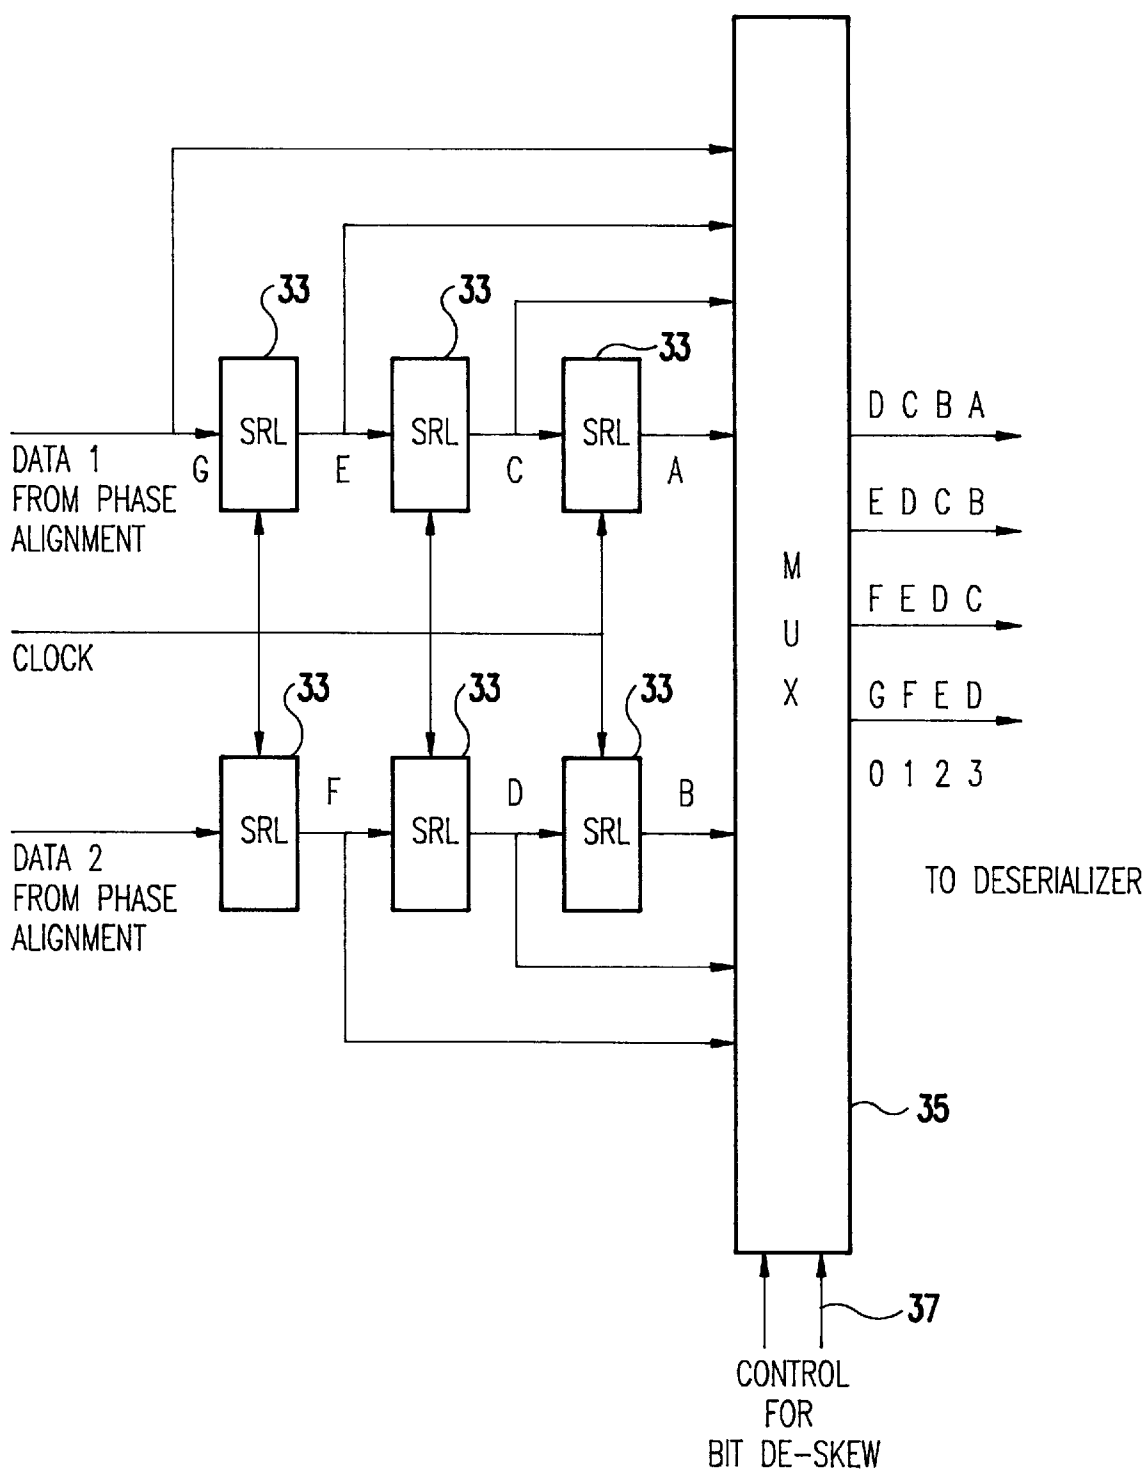 33
33
33
SRL
SRL
SRL
D C B A
DATA 1
FROM PHASE
ALIGNMENT
G
E
C
A
E D C B
M
U
X
F E D C
CLOCK
33
33
33
G F E D
0 1 2 3
F
D
B
SRL
SRL
SRL
DATA 2
FROM PHASE
ALIGNMENT
TO DESERIALIZER
35
37
CONTROL
FOR
BIT DE-SKEW